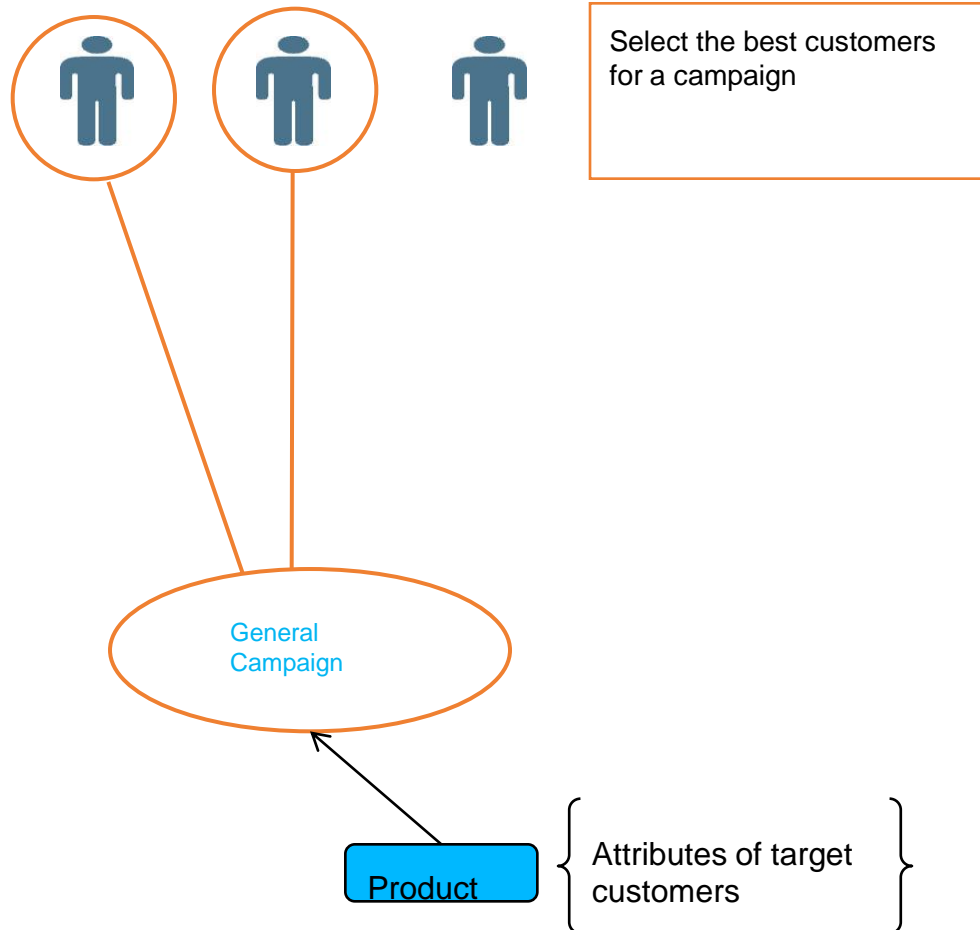 Select the best customers
for a campaign
General
Campaign
Product
Attributes of target
customers